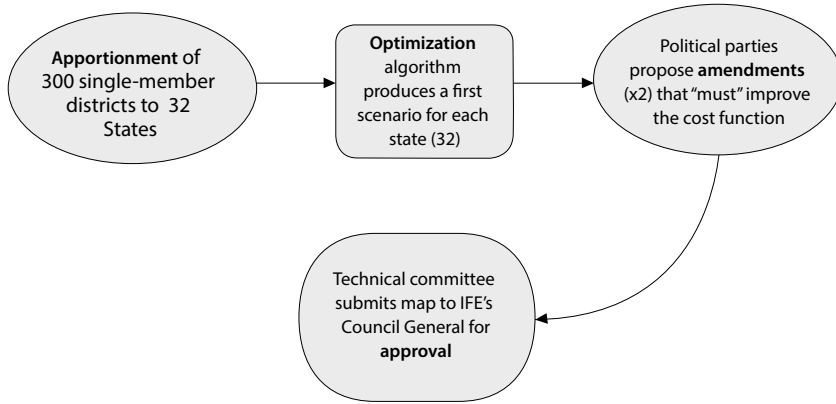 Apportionment of
300 single-member
districts to 32
States
Optimization
algorithm
produces a first
scenario for each
state (32)
Political parties
propose amendments
(x2) that “must” improve
the cost function
Technical committee
submits map to IFE’s
Council General for
approval